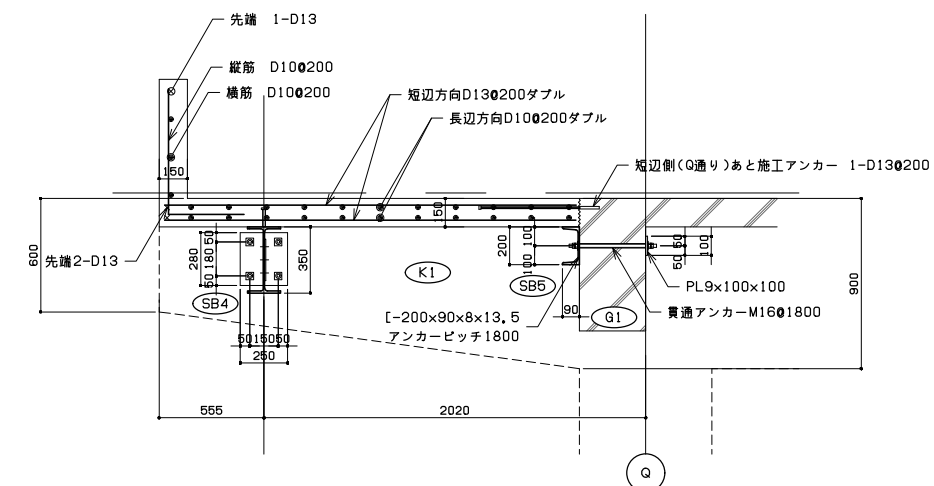 先端 1-D13
縦筋 D10@200
横筋 D10@200
短辺方向D13@200ダブル
長辺方向D10@200ダブル
短辺側(Q通り)あと施工アンカー 1-D13@200
150
150
600
先端2-D13
280
50
180
50
350
200
100
100
50
50
100
900
SB4
K1
SB5
G1
90
PL9×100×100
貫通アンカーM16@1800
[-200×90×8×13.5
アンカーピッチ1800
50
150
50
250
555
2020
Q